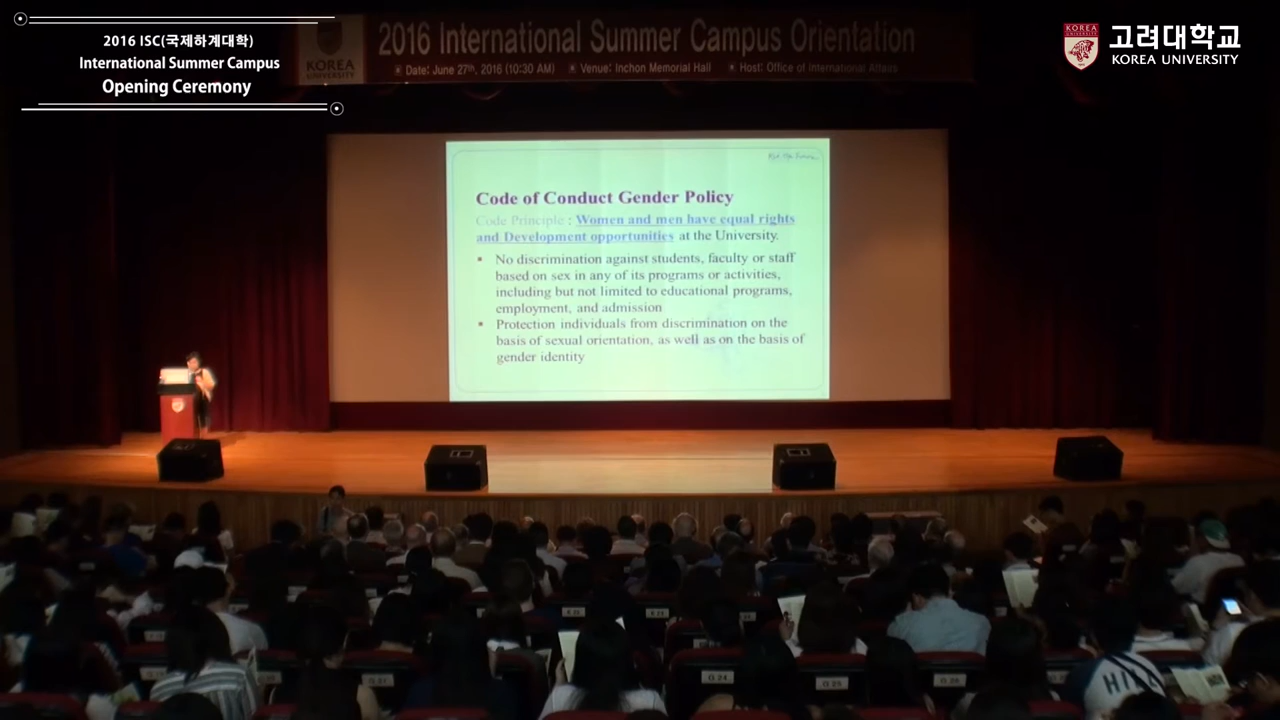 2016 ISC(국제하계대학)
International Summer Campus
Opening Ceremony
KOREA
UNIVERSITY
2016 International Summer Campus Orientation
Date: June 27th, 2016 (10:30 AM) Venue: Inchon Memorial Hall Host: Office of International Affairs
KOREA
UNIVERSITY
고려대학교
KOREA UNIVERSITY
Code of Conduct Gender Policy
Code Principle : Women and men have equal rights
and Development opportunities at the University.
▪ No discrimination against students, faculty or staff
based on sex in any of its programs or activities,
including but not limited to educational programs,
employment, and admission
▪ Protection individuals from discrimination on the
basis of sexual orientation, as well as on the basis of
gender identity
G 24
G 25